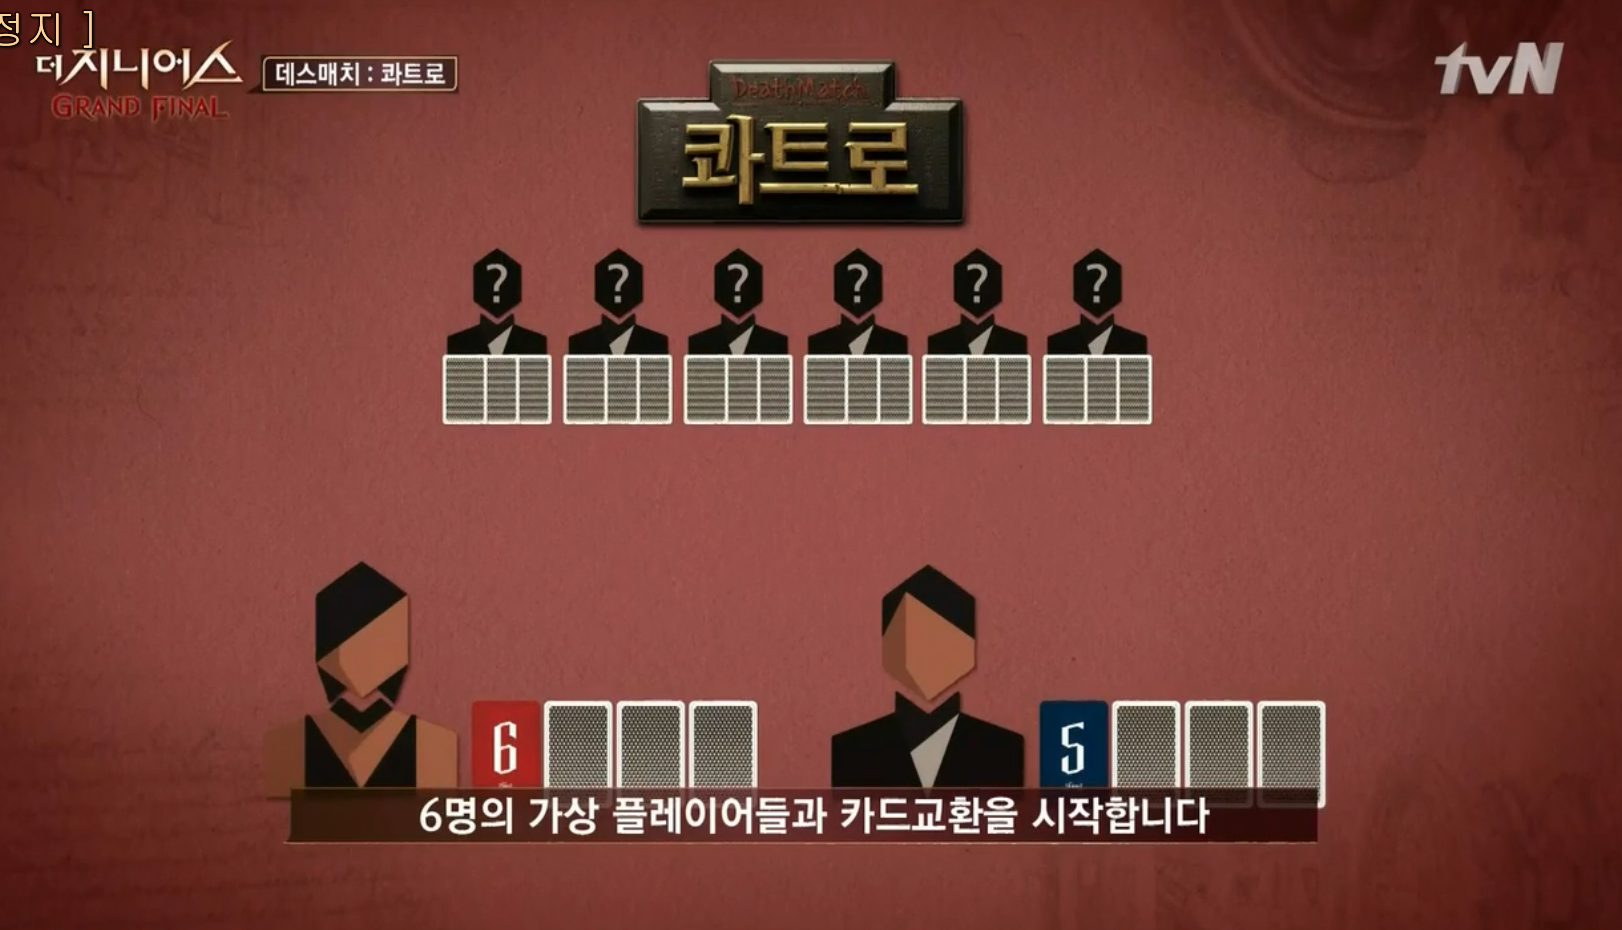 정지 ]
더 지니어스
GRAND FINAL
데스매치 : 콰트로
tvN
DeathMatch
콰트로
? ? ? ? ? ?
6
5
6명의 가상 플레이어들과 카드교환을 시작합니다